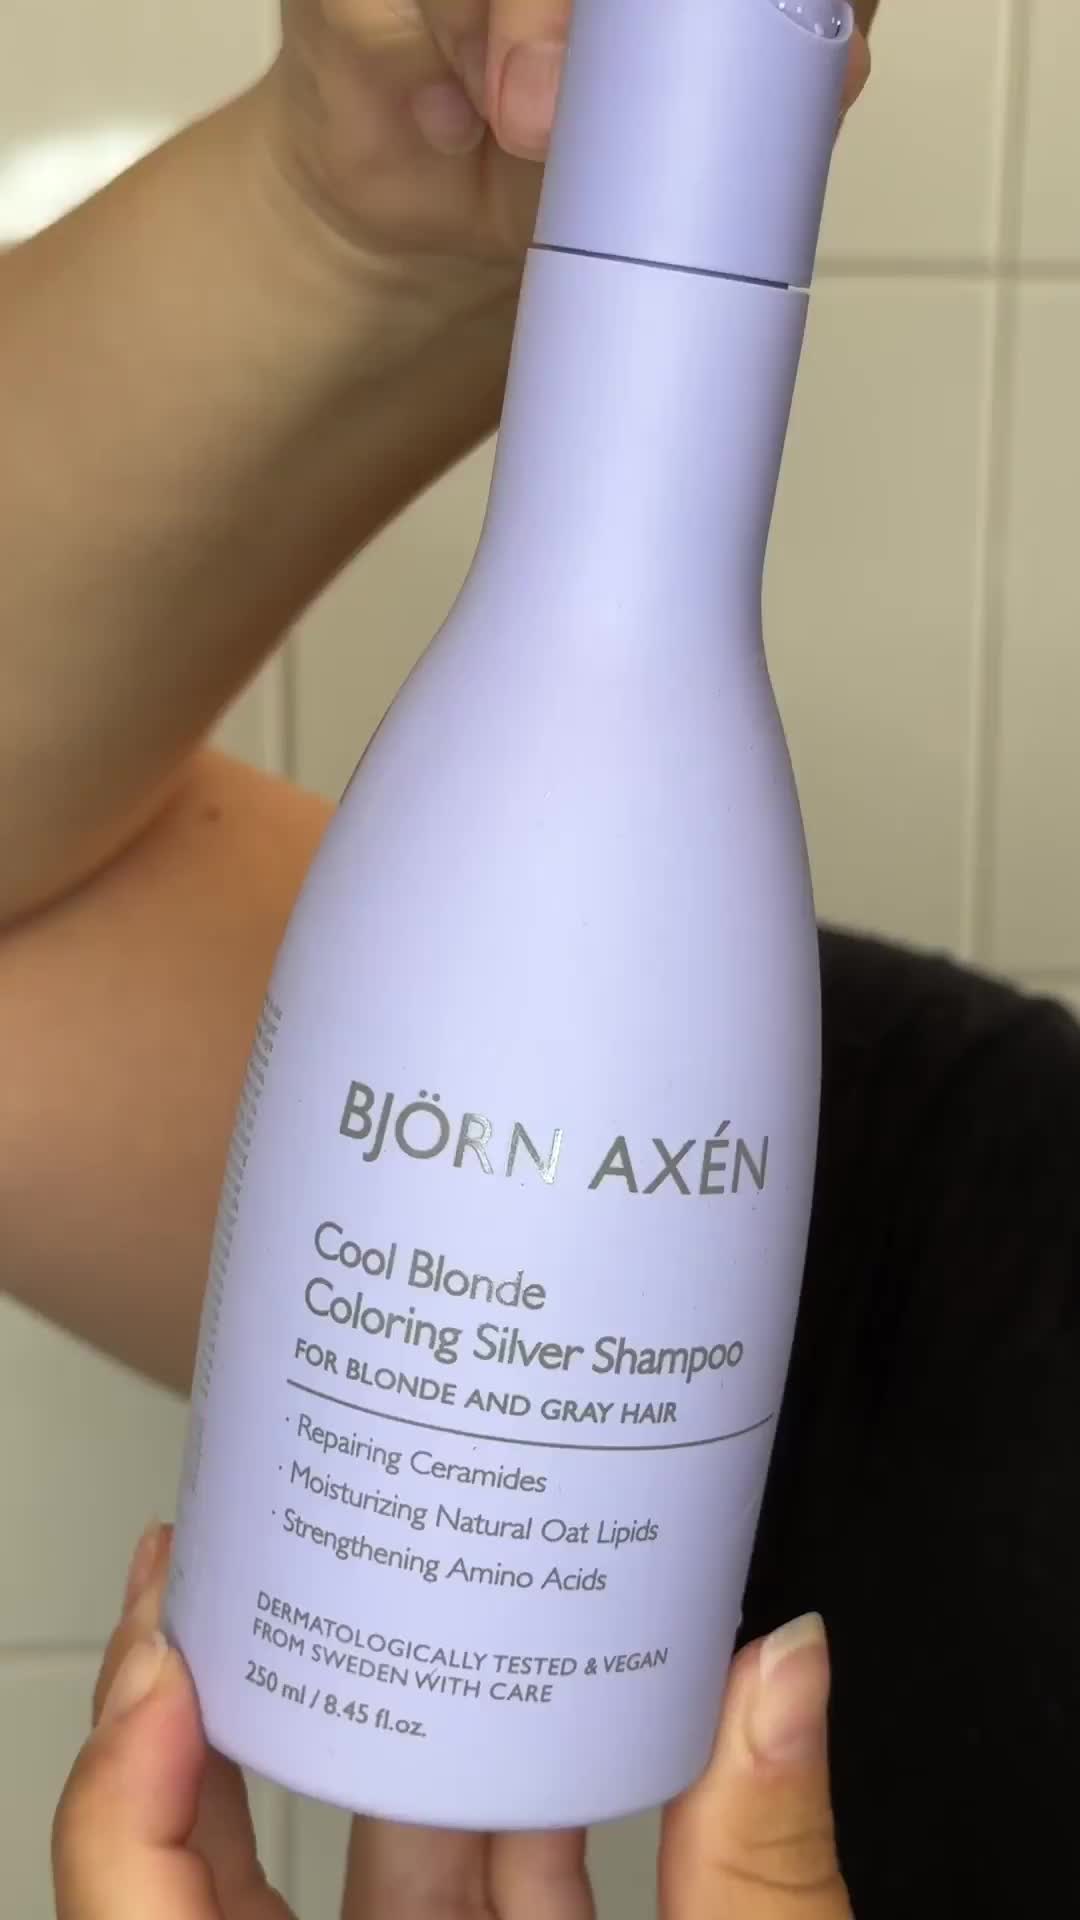 BJÖRN AXÉN
Cool Blonde
Coloring Silver Shampoo
FOR BLONDE AND GRAY HAIR
· Repairing Ceramides
· Moisturizing Natural Oat Lipids
· Strengthening Amino Acids
DERMATOLOGICALLY TESTED & VEGAN
FROM SWEDEN WITH CARE
250 ml / 8.45 fl.oz.